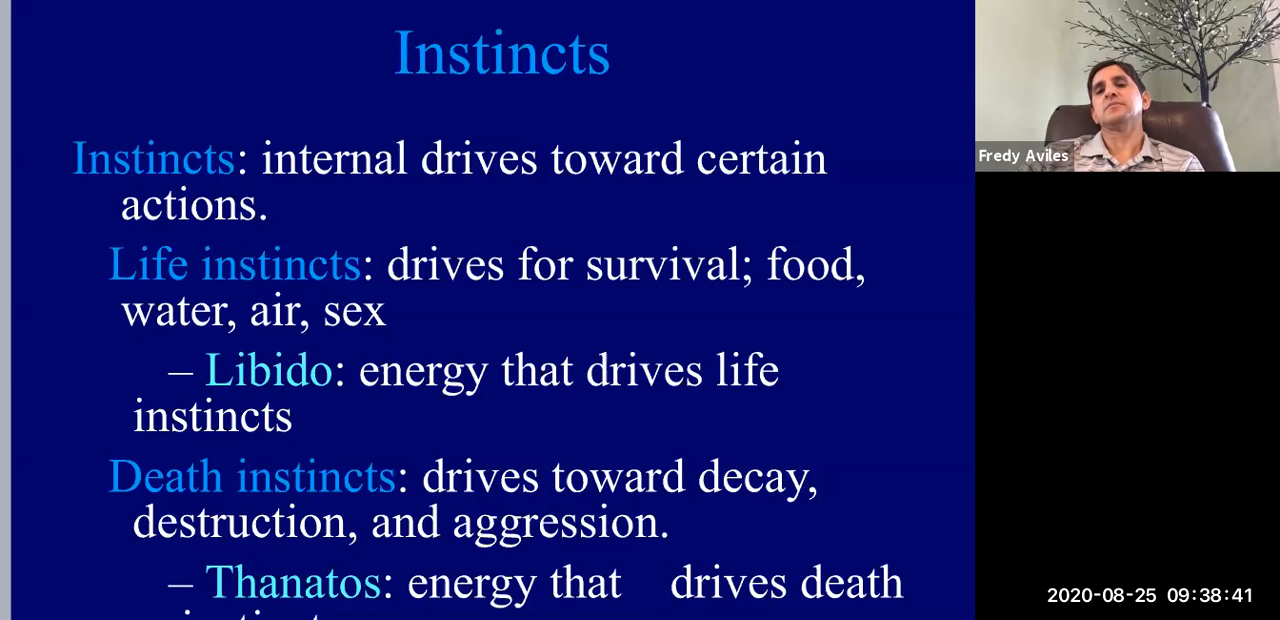 Instincts
Instincts: internal drives toward certain
actions.
Life instincts: drives for survival; food,
water, air, sex
– Libido: energy that drives life
instincts
Death instincts: drives toward decay,
destruction, and aggression.
– Thanatos: energy that drives death
Fredy Aviles
2020-08-25 09:38:41